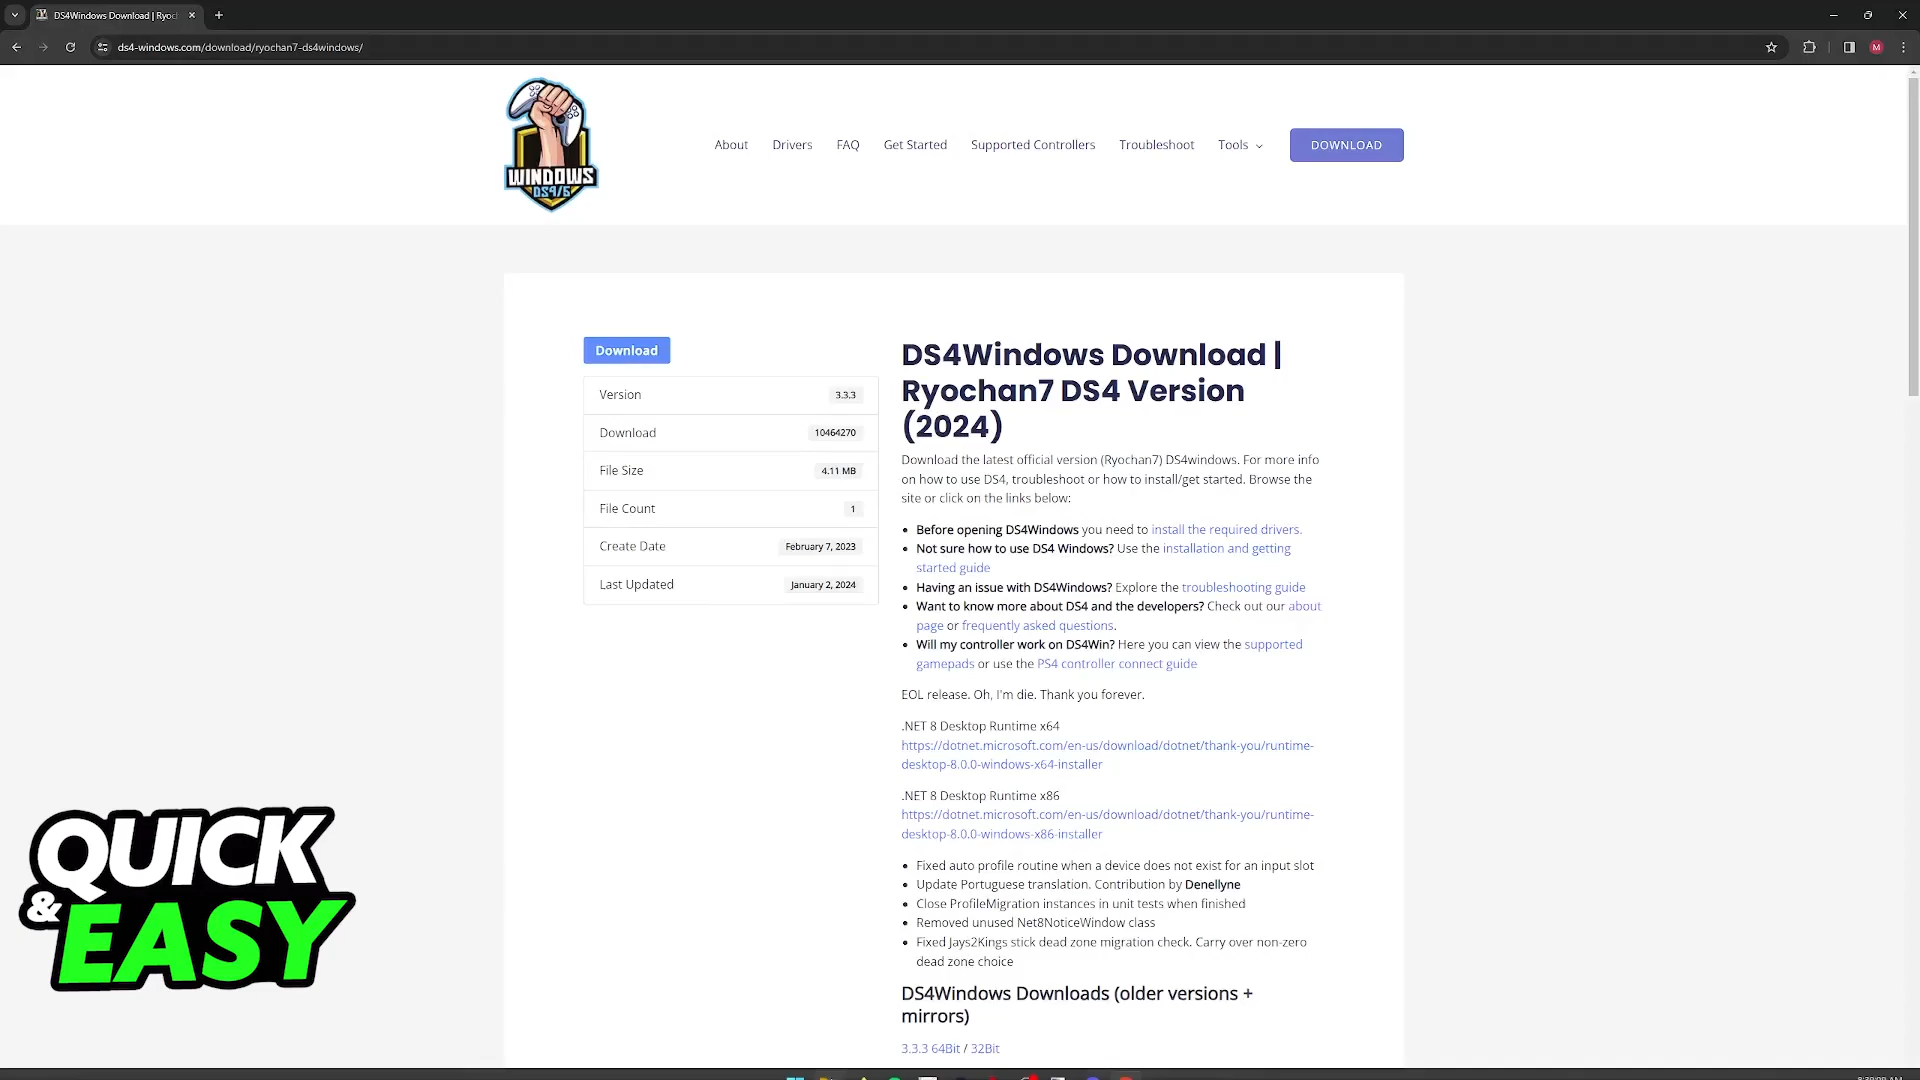 DS4Windows Download | Ryoc
ds4-windows.com/download/ryochan7-ds4windows/
M
WINDOWS
DS4/5
About
Drivers
FAQ
Get Started
Supported Controllers
Troubleshoot
Tools
DOWNLOAD
Download
Version 3.3.3
Download 10464270
File Size 4.11 MB
File Count 1
Create Date February 7, 2023
Last Updated January 2, 2024
DS4Windows Download |
Ryochan7 DS4 Version
(2024)
Download the latest official version (Ryochan7) DS4windows. For more info
on how to use DS4, troubleshoot or how to install/get started. Browse the
site or click on the links below:
Before opening DS4Windows you need to install the required drivers.
Not sure how to use DS4 Windows? Use the installation and getting
started guide
Having an issue with DS4Windows? Explore the troubleshooting guide
Want to know more about DS4 and the developers? Check out our about
page or frequently asked questions.
Will my controller work on DS4Win? Here you can view the supported
gamepads or use the PS4 controller connect guide
EOL release. Oh, I'm die. Thank you forever.
.NET 8 Desktop Runtime x64
https://dotnet.microsoft.com/en-us/download/dotnet/thank-you/runtime-
desktop-8.0.0-windows-x64-installer
.NET 8 Desktop Runtime x86
https://dotnet.microsoft.com/en-us/download/dotnet/thank-you/runtime-
desktop-8.0.0-windows-x86-installer
Fixed auto profile routine when a device does not exist for an input slot
Update Portuguese translation. Contribution by Denellyne
Close ProfileMigration instances in unit tests when finished
Removed unused Net8NoticeWindow class
Fixed Jays2Kings stick dead zone migration check. Carry over non-zero
dead zone choice
DS4Windows Downloads (older versions +
mirrors)
3.3.3 64Bit / 32Bit
QUICK
& EASY